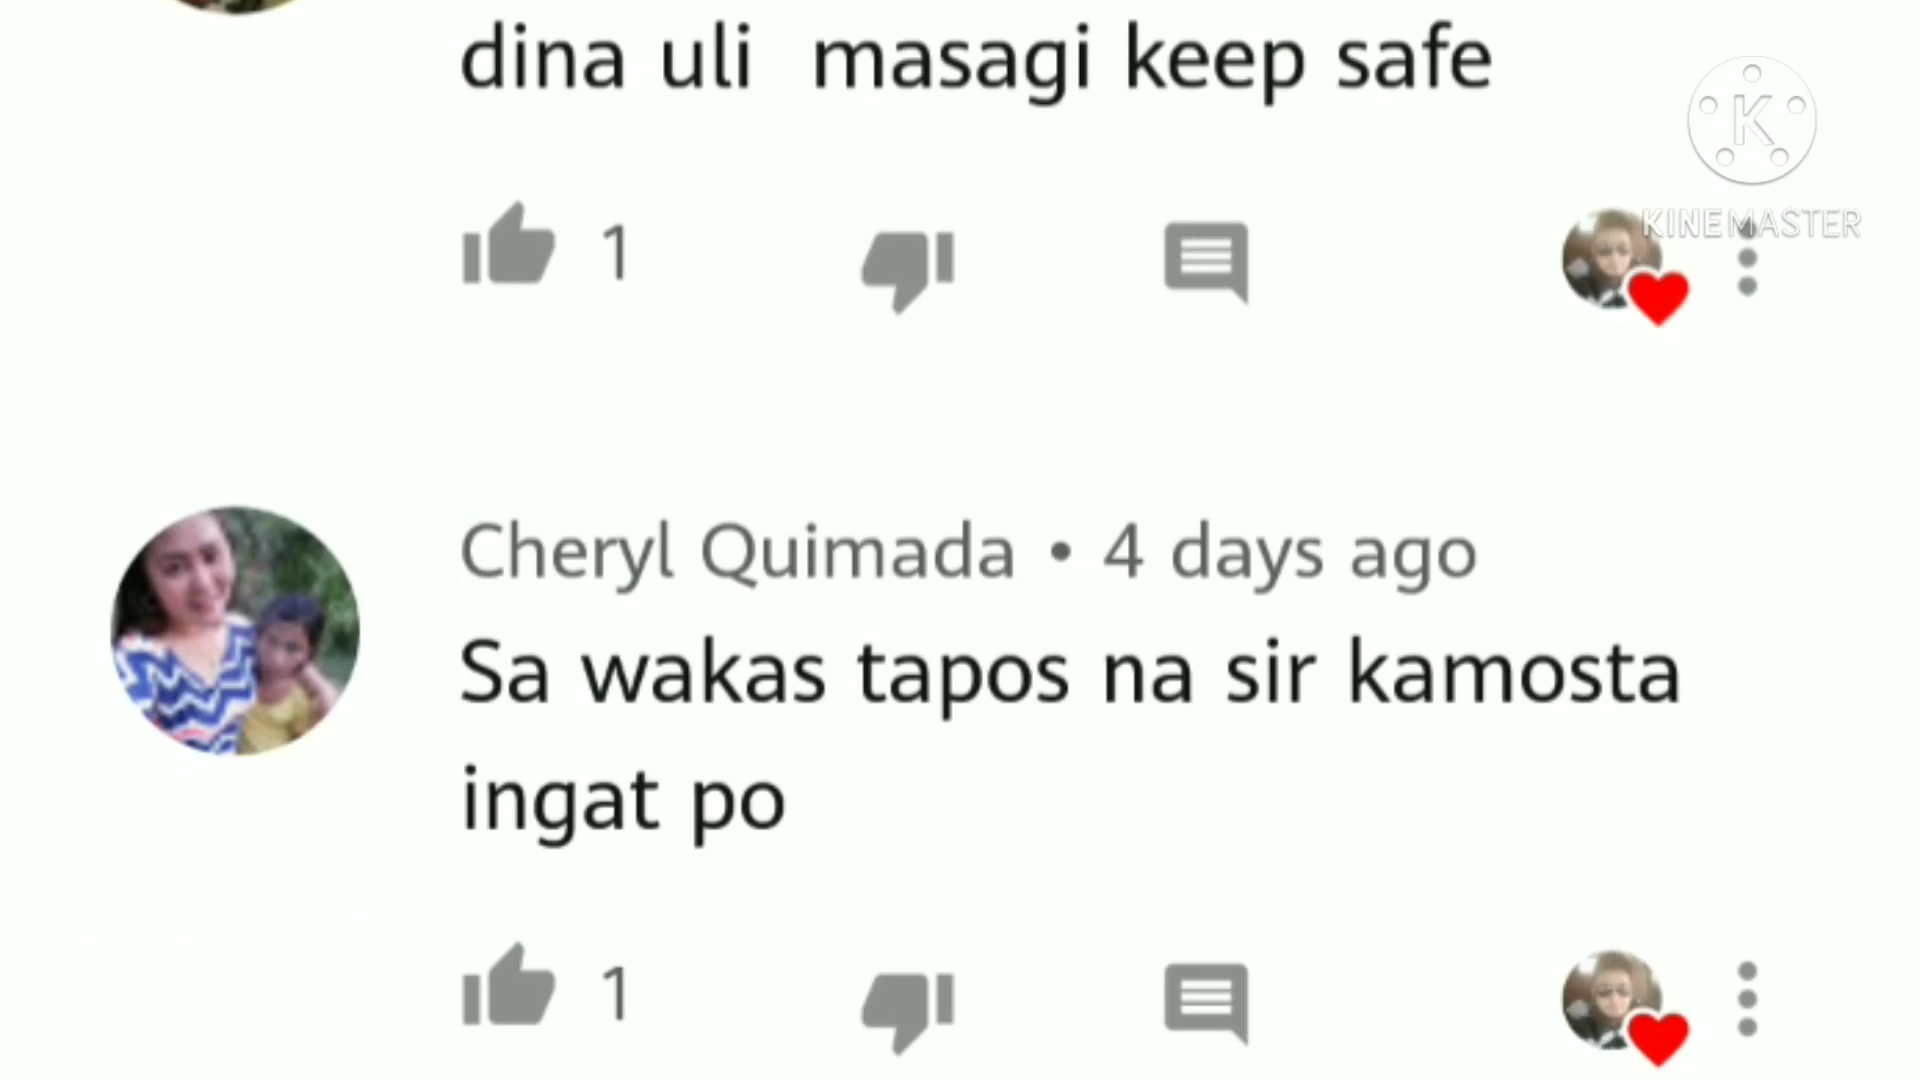 dina uli masagi keep safe
K
KINEMASTER
1
Cheryl Quimada • 4 days ago
Sa wakas tapos na sir kamosta
ingat po
1